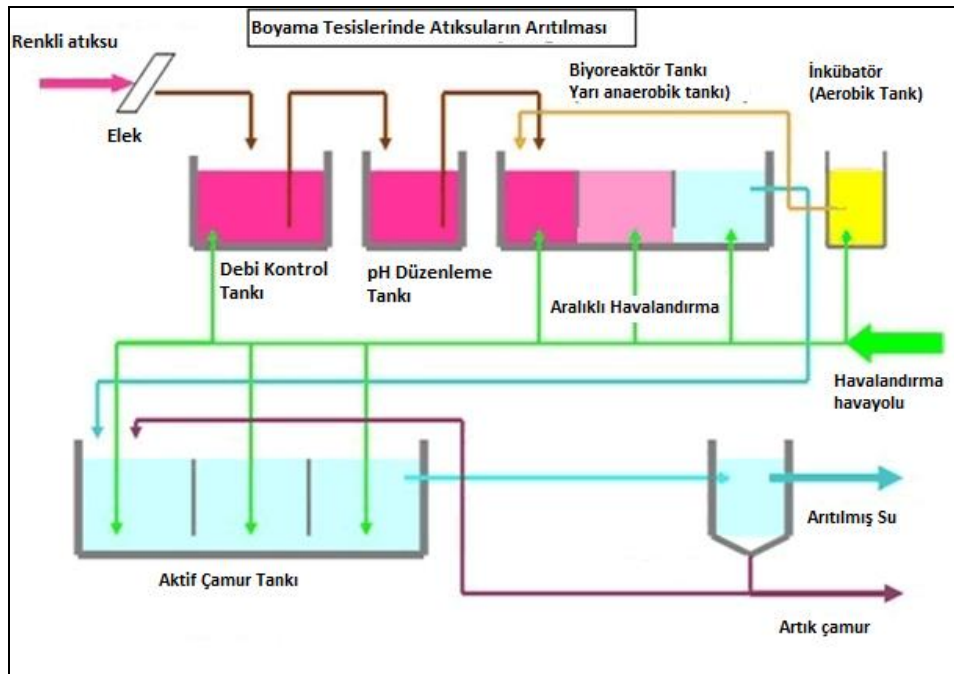 Boyama Tesislerinde Atıksuların Arıtılması
Renkli atıksu
Elek
Biyoreaktör Tankı
Yarı anaerobik tankı)
İnkübatör
(Aerobik Tank)
Debi Kontrol
Tankı
pH Düzenleme
Tankı
Aralıklı Havalandırma
Havalandırma
havayolu
Aktif Çamur Tankı
Arıtılmış Su
Artık çamur